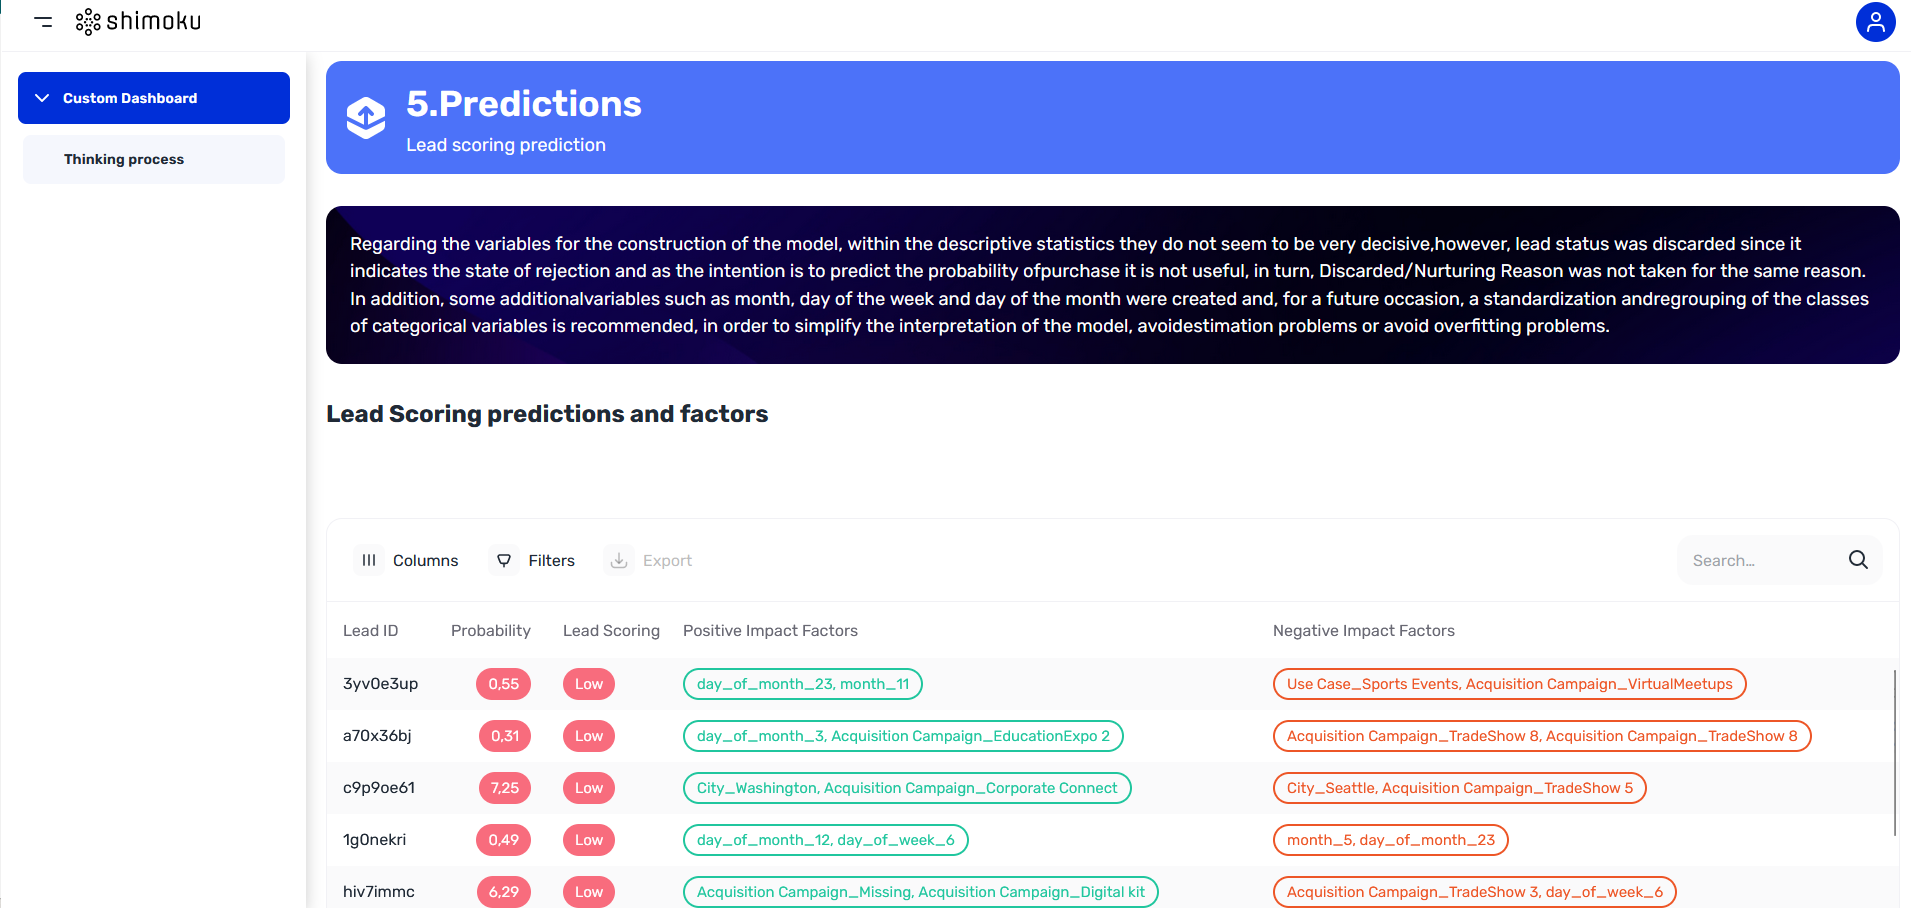 shimoku
Custom Dashboard
Thinking process
5.Predictions
Lead scoring prediction
Regarding the variables for the construction of the model, within the descriptive statistics they do not seem to be very decisive,however, lead status was discarded since it
indicates the state of rejection and as the intention is to predict the probability ofpurchase it is not useful, in turn, Discarded/Nurturing Reason was not taken for the same reason.
In addition, some additionalvariables such as month, day of the week and day of the month were created and, for a future occasion, a standardization andregrouping of the classes
of categorical variables is recommended, in order to simplify the interpretation of the model, avoidestimation problems or avoid overfitting problems.
Lead Scoring predictions and factors
Columns Filters Export Search...
Lead ID Probability Lead Scoring Positive Impact Factors Negative Impact Factors
3yv0e3up 0,55 Low day_of_month_23, month_11 Use Case_Sports Events, Acquisition Campaign_VirtualMeetups
a70x36bj 0,31 Low day_of_month_3, Acquisition Campaign_EducationExpo 2 Acquisition Campaign_TradeShow 8, Acquisition Campaign_TradeShow 8
c9p9oe61 7,25 Low City_Washington, Acquisition Campaign_Corporate Connect City_Seattle, Acquisition Campaign_TradeShow 5
1g0nekri 0,49 Low day_of_month_12, day_of_week_6 month_5, day_of_month_23
hiv7immc 6,29 Low Acquisition Campaign_Missing, Acquisition Campaign_Digital kit Acquisition Campaign_TradeShow 3, day_of_week_6